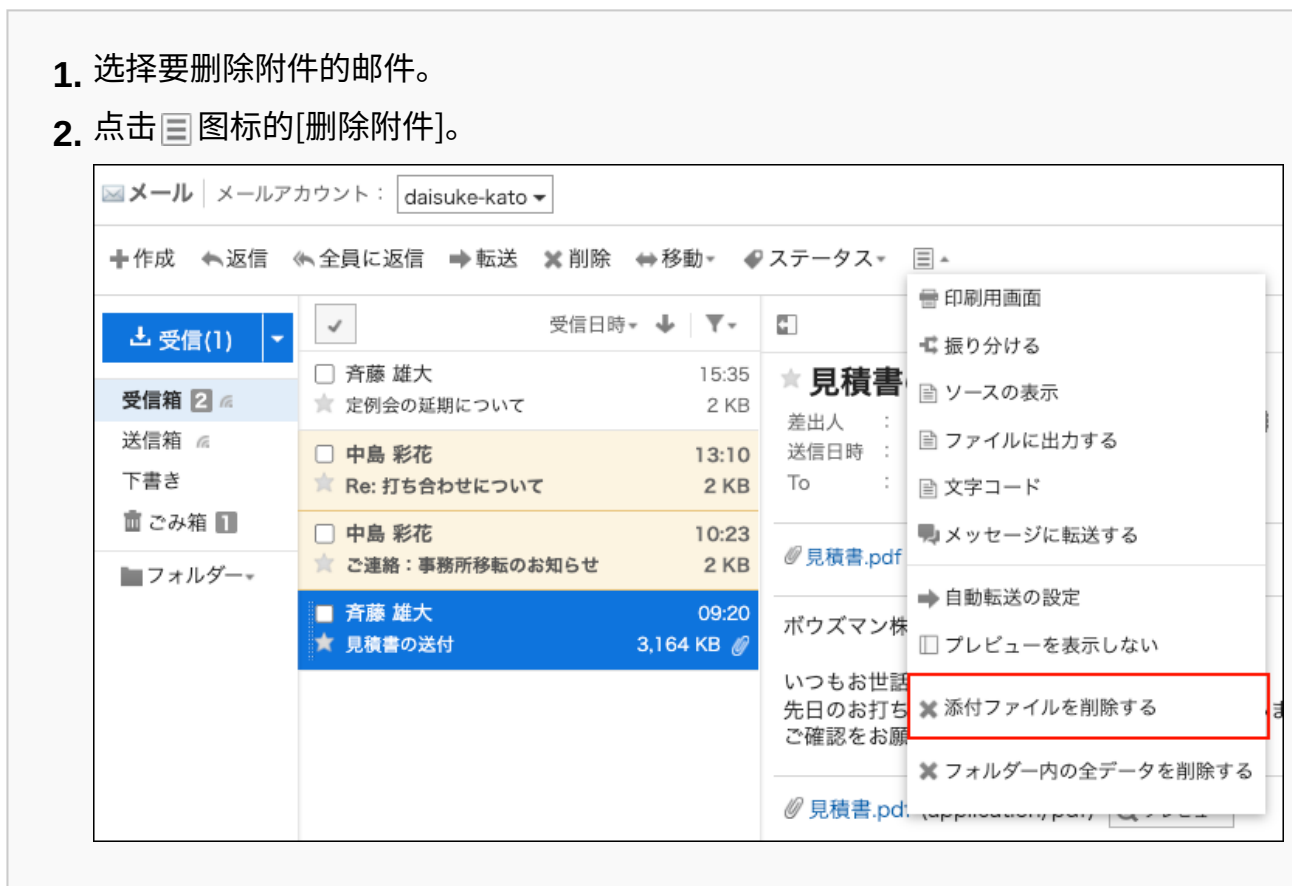 1. 选择要删除附件的邮件。
2. 点击图标的[删除附件]。
メール メールアカウント： daisuke-kato
作成 返信 全員に返信 転送 削除 移動 ステータス
印刷用画面
振り分ける
ソースの表示
ファイルに出力する
文字コード
メッセージに転送する
自動転送の設定
プレビューを表示しない
添付ファイルを削除する
フォルダー内の全データを削除する
受信(1)
受信箱 2
送信箱
下書き
ごみ箱 1
フォルダー
受信日時
斉藤 雄大 15:35
定例会の延期について 2 KB
中島 彩花 13:10
Re: 打ち合わせについて 2 KB
中島 彩花 10:23
ご連絡：事務所移転のお知らせ 2 KB
斉藤 雄大 09:20
見積書の送付 3,164 KB
見積書
差出人 :
送信日時 :
To :
見積書.pdf
ボウズマン株
いつもお世話
先日のお打ち
ご確認をお願
見積書.pd